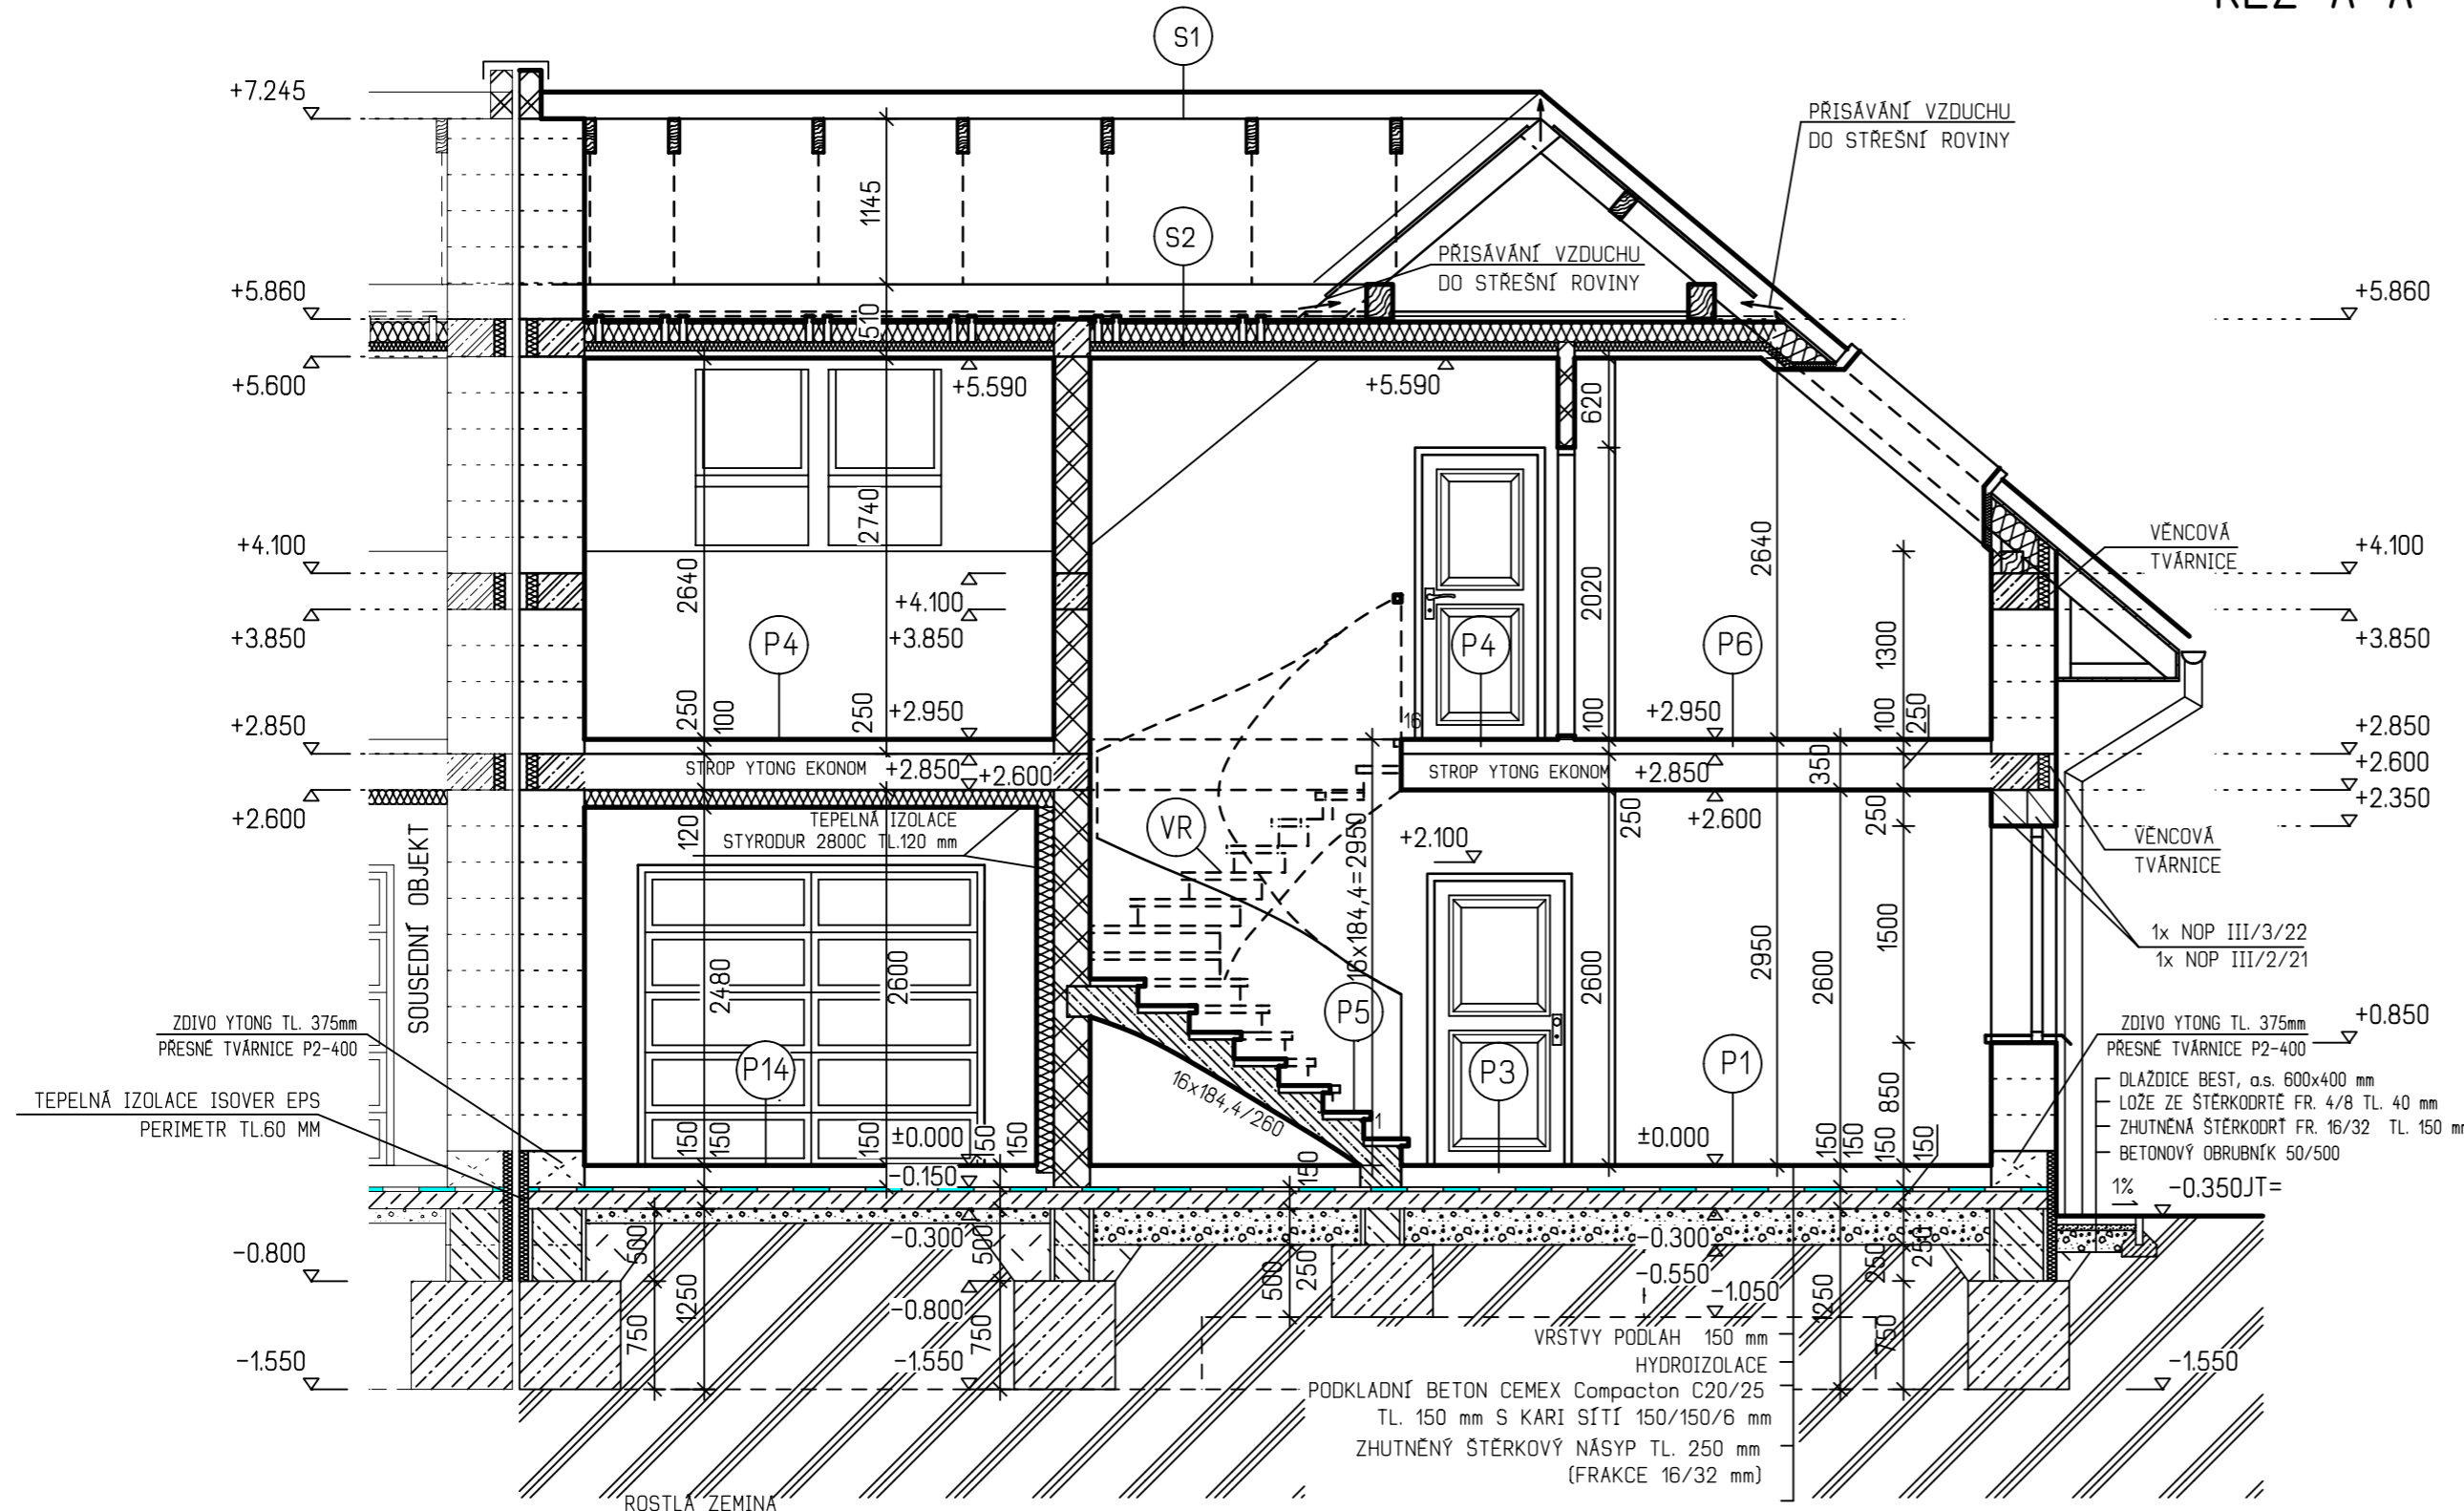 ŘEZ A-A
S1
+7.245
PŘISÁVÁNÍ VZDUCHU
DO STŘEŠNÍ ROVINY
1145
S2
PŘISÁVÁNÍ VZDUCHU
DO STŘEŠNÍ ROVINY
+5.860
510
+5.860
+5.600
+5.590
+5.590
620
2740
2640
2020
2640
VĚNCOVÁ
TVÁRNICE
+4.100
+4.100
+4.100
+3.850
+3.850
+3.850
P4
P4
P6
1300
250
100
250
+2.950
16
100
+2.950
100
250
+2.850
+2.850
STROP YTONG EKONOM
+2.850
+2.600
STROP YTONG EKONOM
+2.850
350
+2.600
+2.350
+2.600
120
TEPELNÁ IZOLACE
STYRODUR 2800C TL.120 mm
VR
+2.100
250
+2.600
250
VĚNCOVÁ
TVÁRNICE
16x184,4=2950
SOUSEDNÍ OBJEKT
2480
2600
2600
2950
2600
1500
1x NOP III/3/22
1x NOP III/2/21
P5
ZDIVO YTONG TL. 375mm
PŘESNÉ TVÁRNICE P2-400
+0.850
ZDIVO YTONG TL. 375mm
PŘESNÉ TVÁRNICE P2-400
P14
P3
P1
16x184,4/260
1
850
TEPELNÁ IZOLACE ISOVER EPS
PERIMETR TL.60 MM
DLAŽDICE BEST, a.s. 600x400 mm
LOŽE ZE ŠTĚRKODRTĚ FR. 4/8 TL. 40 mm
ZHUTNĚNÁ ŠTĚRKODRŤ FR. 16/32 TL. 150 mm
BETONOVÝ OBRUBNÍK 50/500
150
150
150
±0.000
150
150
±0.000
150
150
150
150
-0.150
150
1%
-0.350JT=
500
-0.300
500
-0.300
250
250
-0.800
500
250
-0.550
1250
-0.800
-1.050
1250
750
750
750
-1.550
-1.550
-1.550
VRSTVY PODLAH 150 mm
HYDROIZOLACE
PODKLADNÍ BETON CEMEX Compacton C20/25
TL. 150 mm S KARI SÍTÍ 150/150/6 mm
ZHUTNĚNÝ ŠTĚRKOVÝ NÁSYP TL. 250 mm
(FRAKCE 16/32 mm)
ROSTLÁ ZEMINA